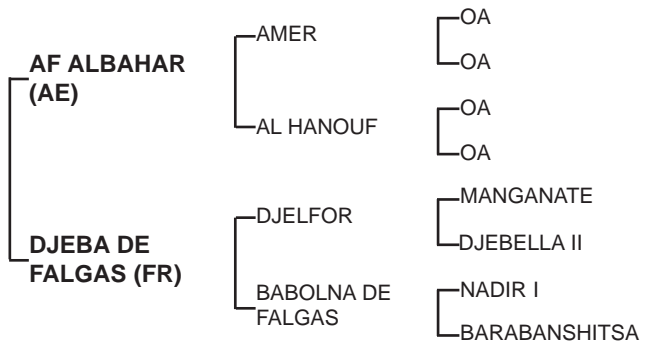 AF ALBAHAR
(AE)
DJEBA DE
FALGAS (FR)
AMER
AL HANOUF
DJELFOR
BABOLNA DE
FALGAS
OA
OA
OA
OA
MANGANATE
DJEBELLA II
NADIR I
BARABANSHITSA